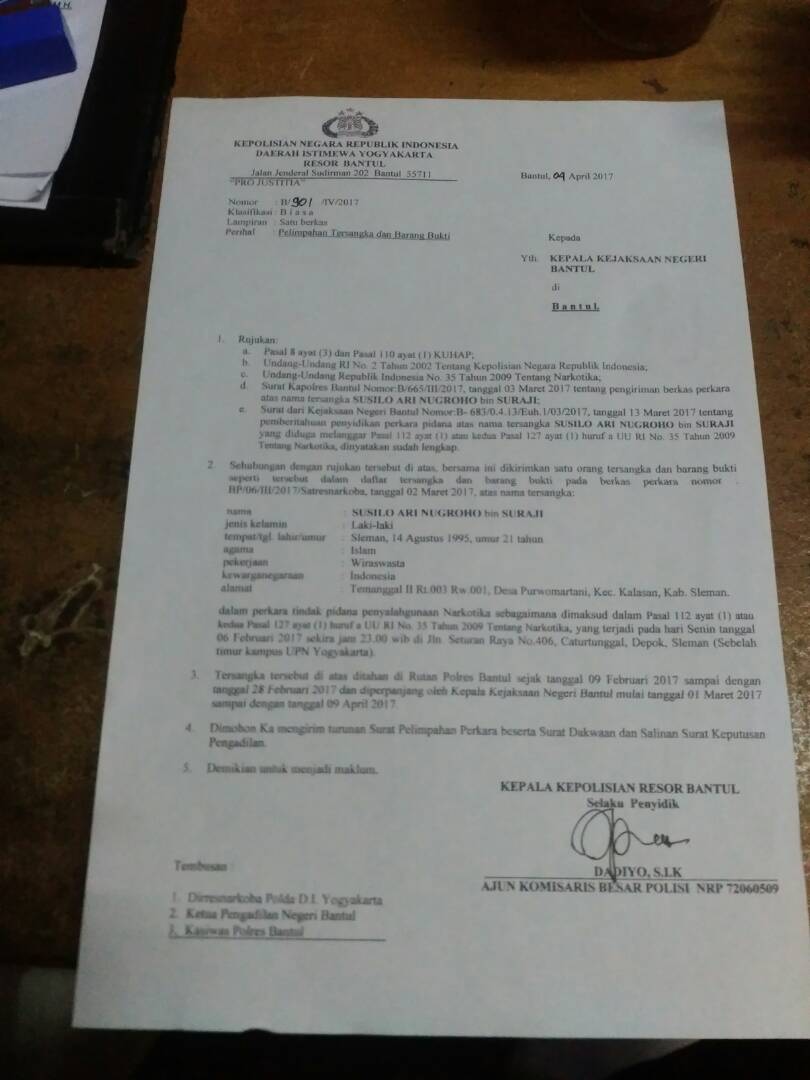 KEPOLISIAN NEGARA REPUBLIK INDONESIA
DAERAH ISTIMEWA YOGYAKARTA
RESOR BANTUL
Jalan Jenderal Sudirman 202 Bantul 55711
"PRO JUSTITIA"
Bantul, 04 April 2017
Nomor : B/901 /IV/2017
Klasifikasi : B i a s a
Lampiran : Satu berkas
Perihal : Pelimpahan Tersangka dan Barang Bukti
Kepada
Yth. KEPALA KEJAKSAAN NEGERI
BANTUL
di
Bantul.
1. Rujukan:
a. Pasal 8 ayat (3) dan Pasal 110 ayat (1) KUHAP;
b. Undang-Undang RI No. 2 Tahun 2002 Tentang Kepolisian Negara Republik Indonesia;
c. Undang-Undang Republik Indonesia No. 35 Tahun 2009 Tentang Narkotika;
d. Surat Kapolres Bantul Nomor:B/665/III/2017, tanggal 03 Maret 2017 tentang pengiriman berkas perkara
atas nama tersangka SUSILO ARI NUGROHO bin SURAJI;
e. Surat dari Kejaksaan Negeri Bantul Nomor:B- 683/0.4.13/Euh.1/03/2017, tanggal 13 Maret 2017 tentang
pemberitahuan penyidikan perkara pidana atas nama tersangka SUSILO ARI NUGROHO bin SURAJI
yang diduga melanggar Pasal 112 ayat (1) atau kedua Pasal 127 ayat (1) huruf a UU RI No. 35 Tahun 2009
Tentang Narkotika, dinyatakan sudah lengkap.
2. Sehubungan dengan rujukan tersebut di atas, bersama ini dikirimkan satu orang tersangka dan barang bukti
seperti tersebut dalam daftar tersangka dan barang bukti pada berkas perkara nomor :
BP/06/III/2017/Satresnarkoba, tanggal 02 Maret 2017, atas nama tersangka:
nama : SUSILO ARI NUGROHO bin SURAJI
jenis kelamin : Laki-laki
tempat/tgl. lahir/umur : Sleman, 14 Agustus 1995, umur 21 tahun
agama : Islam
pekerjaan : Wiraswasta
kewarganegaraan : Indonesia
alamat : Temanggal II Rt.003 Rw.001, Desa Purwomartani, Kec. Kalasan, Kab. Sleman.
dalam perkara tindak pidana penyalahgunaan Narkotika sebagaimana dimaksud dalam Pasal 112 ayat (1) atau
kedua Pasal 127 ayat (1) huruf a UU RI No. 35 Tahun 2009 Tentang Narkotika, yang terjadi pada hari Senin tanggal
06 Februari 2017 sekira jam 23.00 wib di Jln. Seturan Raya No.406, Caturtunggal, Depok, Sleman (Sebelah
timur kampus UPN Yogyakarta).
3. Tersangka tersebut di atas ditahan di Rutan Polres Bantul sejak tanggal 09 Februari 2017 sampai dengan
tanggal 28 Februari 2017 dan diperpanjang oleh Kepala Kejaksaan Negeri Bantul mulai tanggal 01 Maret 2017
sampai dengan tanggal 09 April 2017.
4. Dimohon Ka mengirim turunan Surat Pelimpahan Perkara beserta Surat Dakwaan dan Salinan Surat Keputusan
Pengadilan.
5. Demikian untuk menjadi maklum.
KEPALA KEPOLISIAN RESOR BANTUL
Selaku Penyidik
DADIYO, S.I.K
AJUN KOMISARIS BESAR POLISI NRP 72060509
Tembusan :
1. Dirresnarkoba Polda D.I. Yogyakarta
2. Ketua Pengadilan Negeri Bantul
3. Kasiwas Polres Bantul